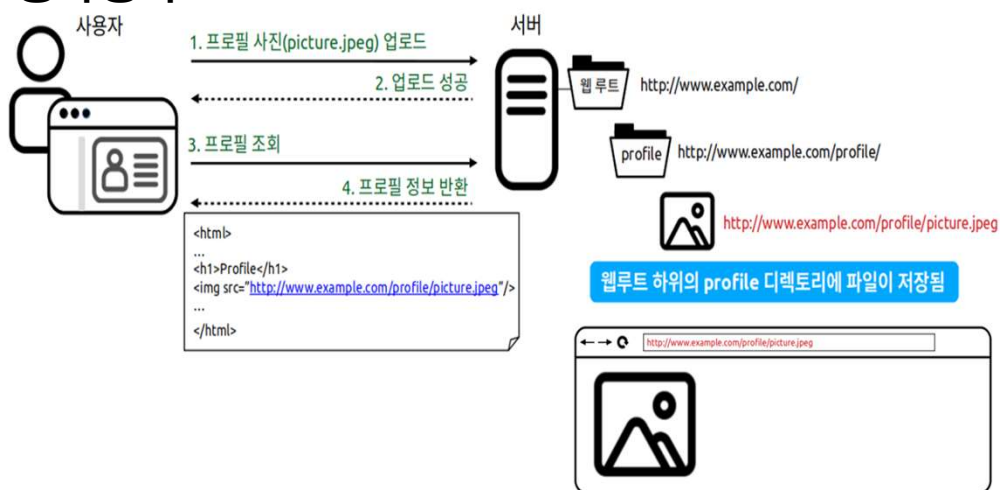 사용자
서버
1. 프로필 사진(picture.jpeg) 업로드
2. 업로드 성공
3. 프로필 조회
4. 프로필 정보 반환
<html>
...
<h1>Profile</h1>
<img src="http://www.example.com/profile/picture.jpeg"/>
...
</html>
웹 루트
http://www.example.com/
profile
http://www.example.com/profile/
http://www.example.com/profile/picture.jpeg
웹루트 하위의 profile 디렉토리에 파일이 저장됨
http://www.example.com/profile/picture.jpeg